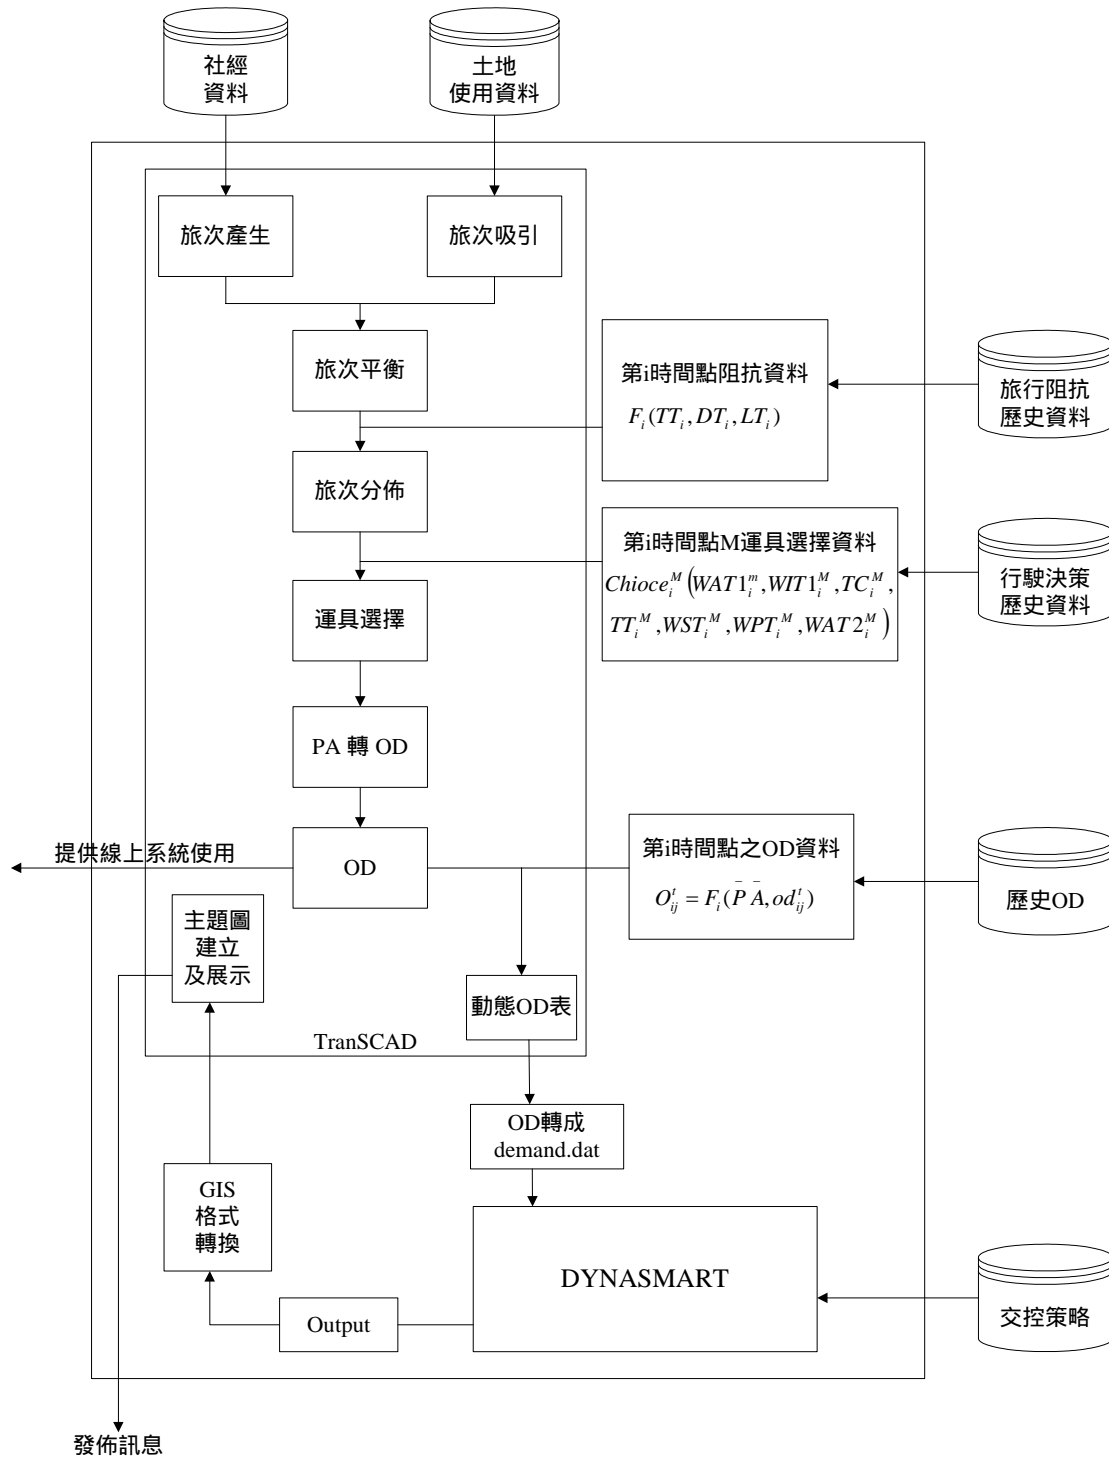 社經
資料
土地
使用資料
旅次產生
旅次吸引
旅次平衡
第i時間點阻抗資料
F_i(TT_i, DT_i, LT_i)
旅行阻抗
歷史資料
旅次分佈
第i時間點M運具選擇資料
Chioce_i^M (WAT1_i^m, WIT1_i^M, TC_i^M,
TT_i^M, WST_i^M, WPT_i^M, WAT2_i^M)
行駛決策
歷史資料
運具選擇
PA 轉 OD
提供線上系統使用
OD
第i時間點之OD資料
O_{ij}^t = F_i(P̄ Ā, od_{ij}^t)
歷史OD
主題圖
建立
及展示
動態OD表
TranSCAD
OD轉成
demand.dat
GIS
格式
轉換
DYNASMART
Output
交控策略
發佈訊息